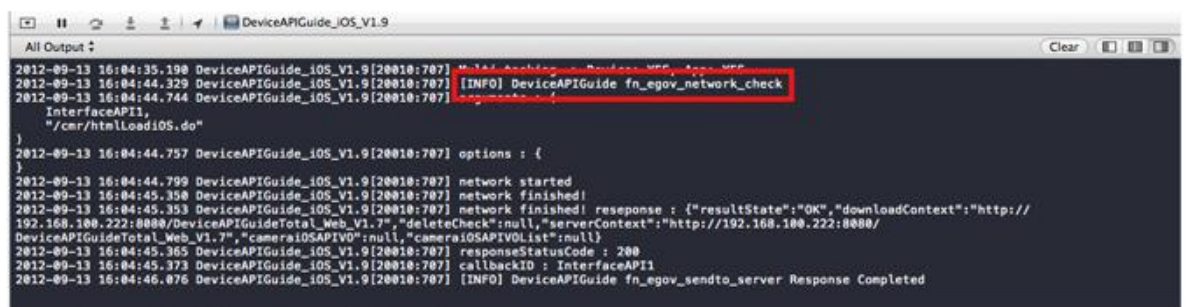 DeviceAPIGuide_iOS_V1.9
All Output
Clear
2012-09-13 16:04:35.190 DeviceAPIGuide_iOS_V1.9[20010:707] Multi-tasking : Device: YES, App: YES
2012-09-13 16:04:44.329 DeviceAPIGuide_iOS_V1.9[20010:707] [INFO] DeviceAPIGuide fn_egov_network_check
2012-09-13 16:04:44.744 DeviceAPIGuide_iOS_V1.9[20010:707] arguments : (
InterfaceAPI1,
"/cmr/htmlLoadiOS.do"
)
2012-09-13 16:04:44.757 DeviceAPIGuide_iOS_V1.9[20010:707] options : {
}
2012-09-13 16:04:44.799 DeviceAPIGuide_iOS_V1.9[20010:707] network started
2012-09-13 16:04:45.350 DeviceAPIGuide_iOS_V1.9[20010:707] network finished!
2012-09-13 16:04:45.353 DeviceAPIGuide_iOS_V1.9[20010:707] network finished! reseponse : {"resultState":"OK","downloadContext":"http://
192.168.100.222:8080/DeviceAPIGuideTotal_Web_V1.7","deleteCheck":null,"serverContext":"http://192.168.100.222:8080/
DeviceAPIGuideTotal_Web_V1.7","cameraiOSAPIVO":null,"cameraiOSAPIVOList":null}
2012-09-13 16:04:45.365 DeviceAPIGuide_iOS_V1.9[20010:707] responseStatusCode : 200
2012-09-13 16:04:45.373 DeviceAPIGuide_iOS_V1.9[20010:707] callbackID : InterfaceAPI1
2012-09-13 16:04:46.076 DeviceAPIGuide_iOS_V1.9[20010:707] [INFO] DeviceAPIGuide fn_egov_sendto_server Response Completed